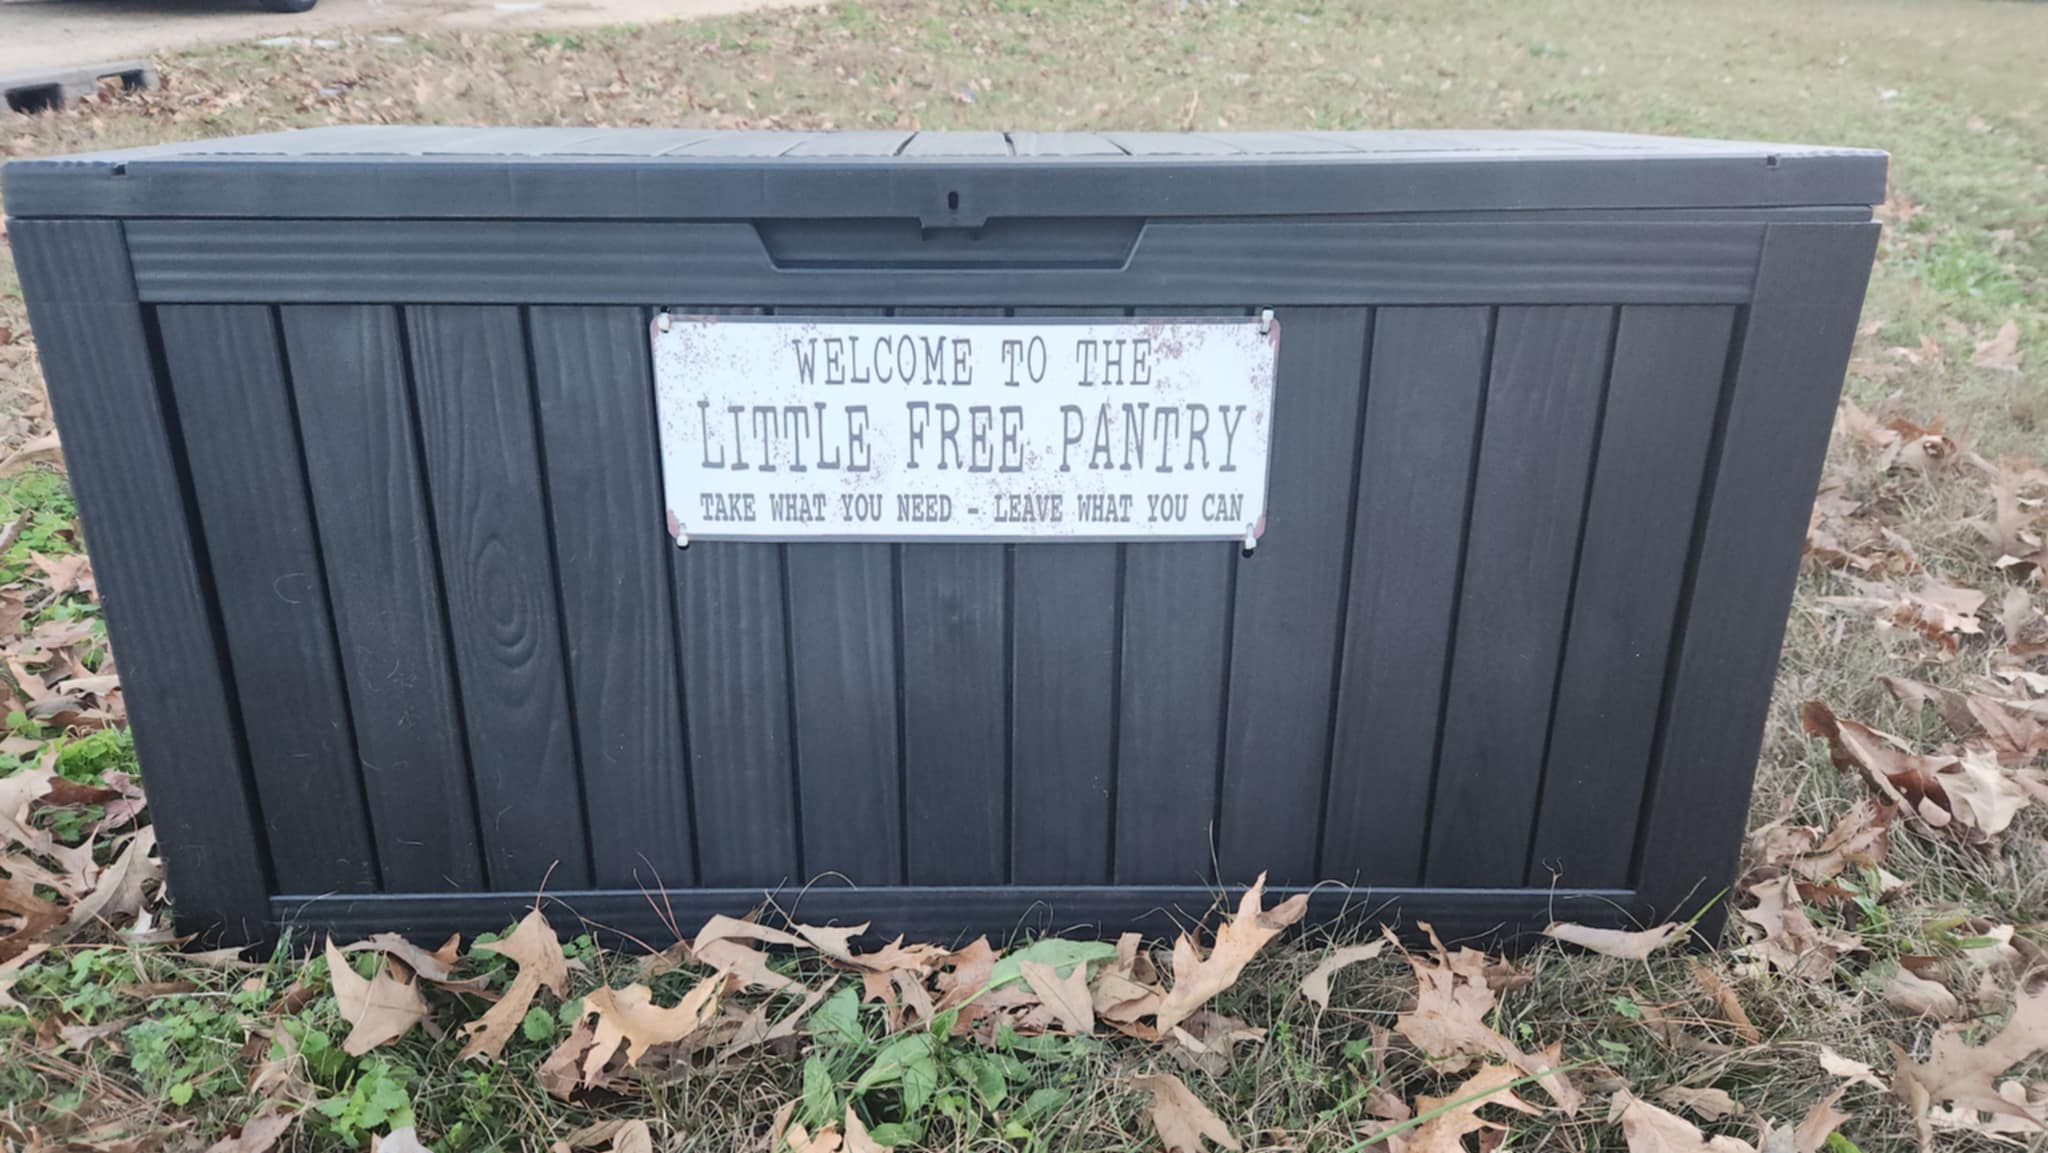 WELCOME TO THE
LITTLE FREE PANTRY
TAKE WHAT YOU NEED - LEAVE WHAT YOU CAN